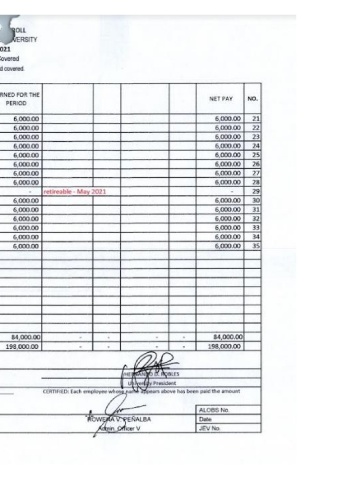 ROLL
VERSITY
021
Covered
d covered
RNED FOR THE PERIOD NET PAY NO.
6,000.00 6,000.00 21
6,000.00 6,000.00 22
6,000.00 6,000.00 23
6,000.00 6,000.00 24
6,000.00 6,000.00 25
6,000.00 6,000.00 26
6,000.00 6,000.00 27
6,000.00 6,000.00 28
- retireable - May 2021 - 29
6,000.00 6,000.00 30
6,000.00 6,000.00 31
6,000.00 6,000.00 32
6,000.00 6,000.00 33
6,000.00 6,000.00 34
6,000.00 6,000.00 35
84,000.00 - - - - 84,000.00
198,000.00 - - - - 198,000.00
D. ROBLES
University President
CERTIFIED: Each employee whose name appears above has been paid the amount
ALOBS No.
ROWENA V. PEÑALBA Date
Admin. Officer V JEV No.